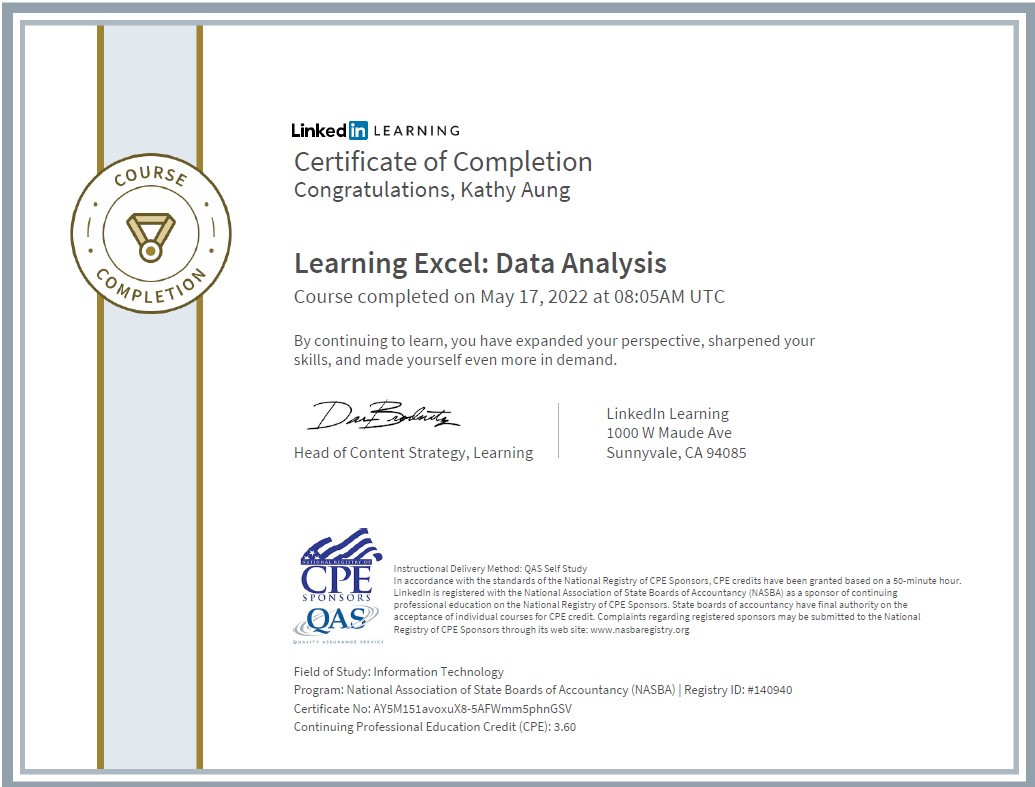 LinkedIn LEARNING
Certificate of Completion
Congratulations, Kathy Aung
COURSE
COMPLETION
Learning Excel: Data Analysis
Course completed on May 17, 2022 at 08:05AM UTC
By continuing to learn, you have expanded your perspective, sharpened your
skills, and made yourself even more in demand.
Head of Content Strategy, Learning
LinkedIn Learning
1000 W Maude Ave
Sunnyvale, CA 94085
NATIONAL REGISTRY OF
CPE
SPONSORS
QAS
QUALITY ASSURANCE SERVICE
Instructional Delivery Method: QAS Self Study
In accordance with the standards of the National Registry of CPE Sponsors, CPE credits have been granted based on a 50-minute hour.
LinkedIn is registered with the National Association of State Boards of Accountancy (NASBA) as a sponsor of continuing
professional education on the National Registry of CPE Sponsors. State boards of accountancy have final authority on the
acceptance of individual courses for CPE credit. Complaints regarding registered sponsors may be submitted to the National
Registry of CPE Sponsors through its web site: www.nasbaregistry.org
Field of Study: Information Technology
Program: National Association of State Boards of Accountancy (NASBA) | Registry ID: #140940
Certificate No: AY5M151avoxuX8-5AFWmm5phnGSV
Continuing Professional Education Credit (CPE): 3.60